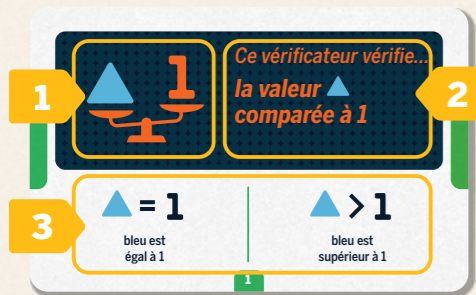 1
1
Ce vérificateur vérifie...
la valeur
comparée à 1
2
3
= 1
bleu est
égal à 1
> 1
bleu est
supérieur à 1
1